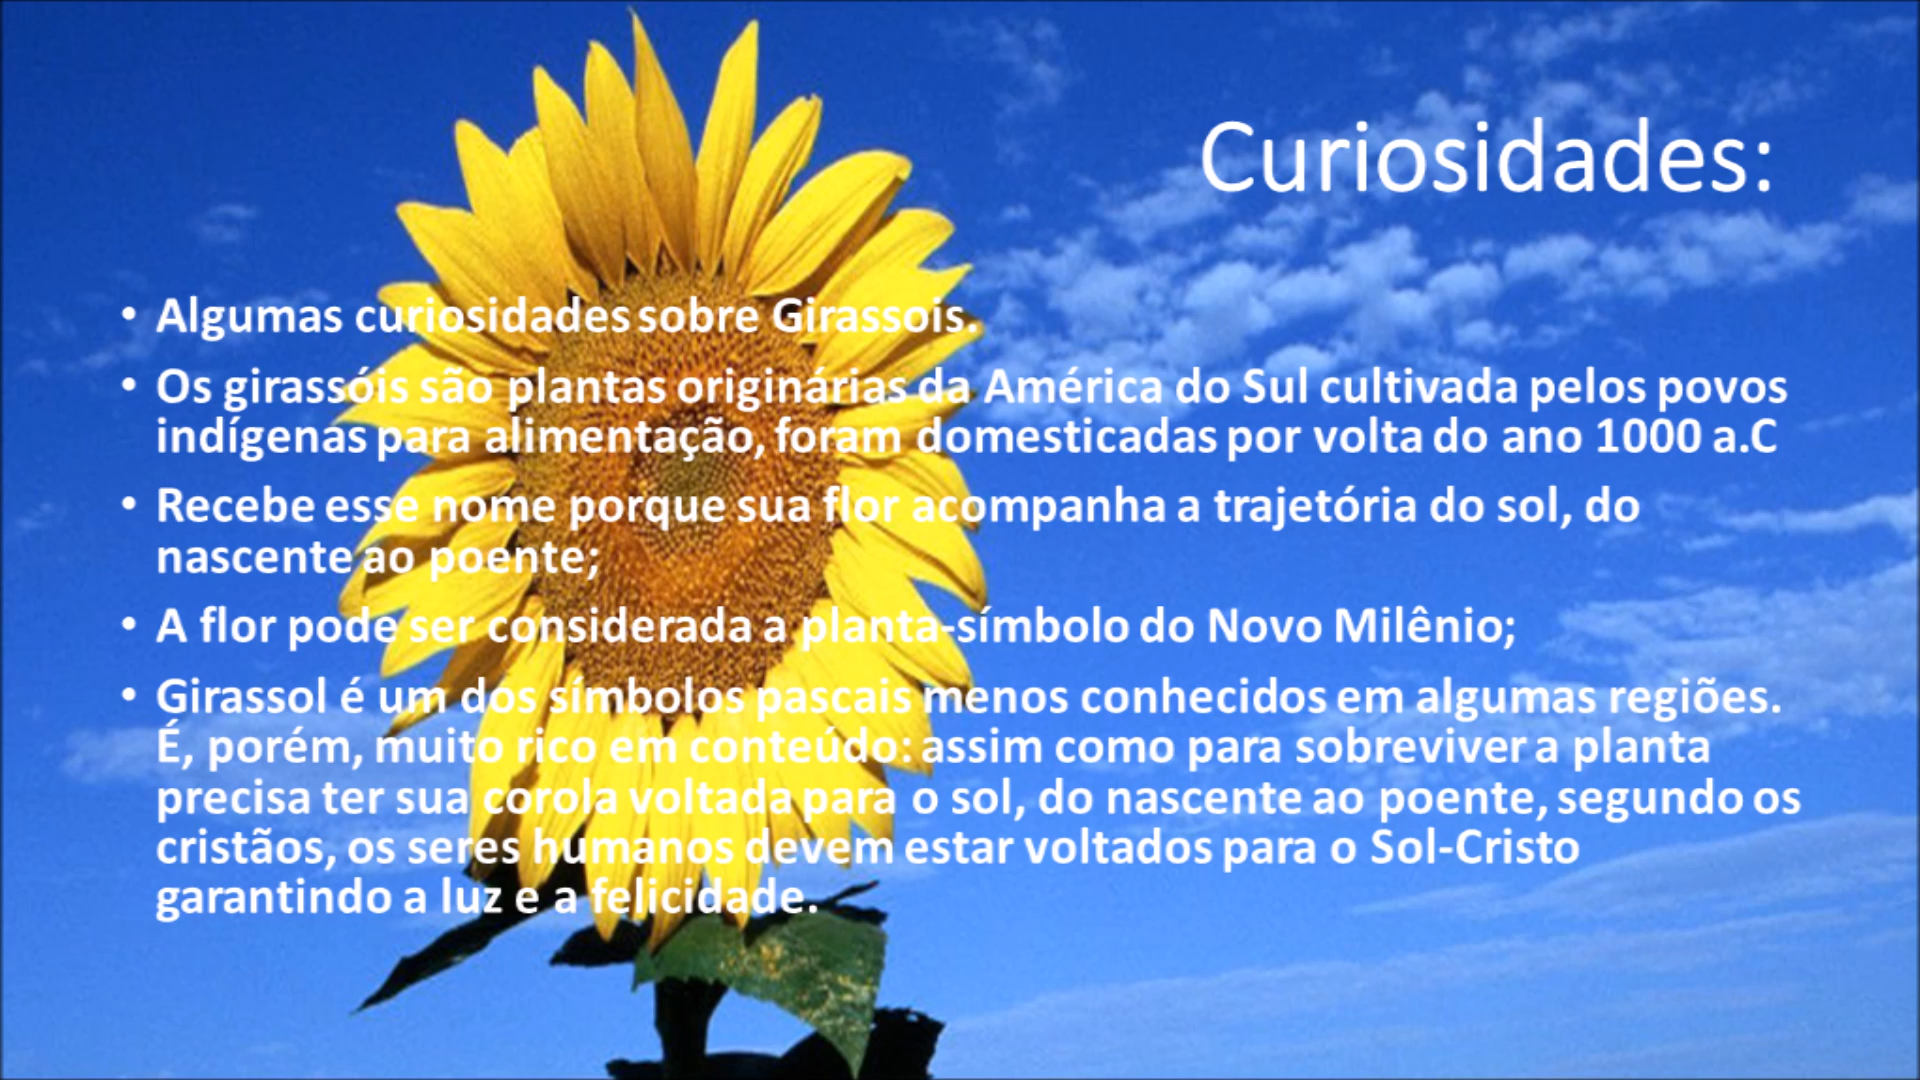 Curiosidades:
• Algumas curiosidades sobre Girassois.
• Os girassóis são plantas originárias da América do Sul cultivada pelos povos
indígenas para alimentação, foram domesticadas por volta do ano 1000 a.C
• Recebe esse nome porque sua flor acompanha a trajetória do sol, do
nascente ao poente;
• A flor pode ser considerada a planta-símbolo do Novo Milênio;
• Girassol é um dos símbolos pascais menos conhecidos em algumas regiões.
É, porém, muito rico em conteúdo: assim como para sobreviver a planta
precisa ter sua corola voltada para o sol, do nascente ao poente, segundo os
cristãos, os seres humanos devem estar voltados para o Sol-Cristo
garantindo a luz e a felicidade.